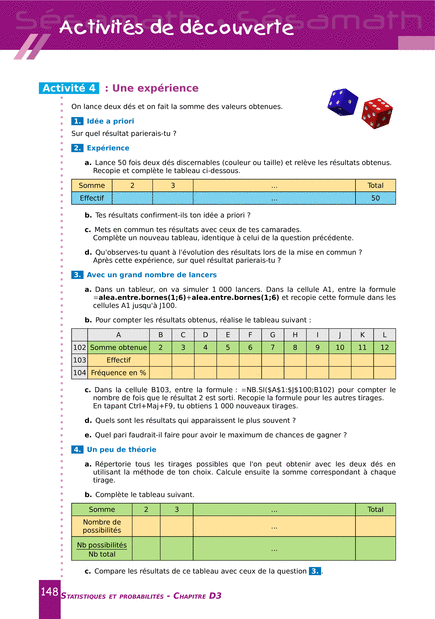 Sésamath - Sésamath
Activités de découverte
Activité 4 : Une expérience
On lance deux dés et on fait la somme des valeurs obtenues.
1. Idée a priori
Sur quel résultat parierais-tu ?
2. Expérience
a. Lance 50 fois deux dés discernables (couleur ou taille) et relève les résultats obtenus.
Recopie et complète le tableau ci-dessous.
Somme 2 3 ... Total
Effectif ... 50
b. Tes résultats confirment-ils ton idée a priori ?
c. Mets en commun tes résultats avec ceux de tes camarades.
Complète un nouveau tableau, identique à celui de la question précédente.
d. Qu'observes-tu quant à l'évolution des résultats lors de la mise en commun ?
Après cette expérience, sur quel résultat parierais-tu ?
3. Avec un grand nombre de lancers
a. Dans un tableur, on va simuler 1 000 lancers. Dans la cellule A1, entre la formule
=alea.entre.bornes(1;6)+alea.entre.bornes(1;6) et recopie cette formule dans les
cellules A1 jusqu'à J100.
b. Pour compter les résultats obtenus, réalise le tableau suivant :
A B C D E F G H I J K L
102 Somme obtenue 2 3 4 5 6 7 8 9 10 11 12
103 Effectif
104 Fréquence en %
c. Dans la cellule B103, entre la formule : =NB.SI($A$1:$J$100;B102) pour compter le
nombre de fois que le résultat 2 est sorti. Recopie la formule pour les autres tirages.
En tapant Ctrl+Maj+F9, tu obtiens 1 000 nouveaux tirages.
d. Quels sont les résultats qui apparaissent le plus souvent ?
e. Quel pari faudrait-il faire pour avoir le maximum de chances de gagner ?
4. Un peu de théorie
a. Répertorie tous les tirages possibles que l'on peut obtenir avec les deux dés en
utilisant la méthode de ton choix. Calcule ensuite la somme correspondant à chaque
tirage.
b. Complète le tableau suivant.
Somme 2 3 ... Total
Nombre de
possibilités ...
Nb possibilités
Nb total ...
c. Compare les résultats de ce tableau avec ceux de la question 3. .
148 Statistiques et probabilités - Chapitre D3